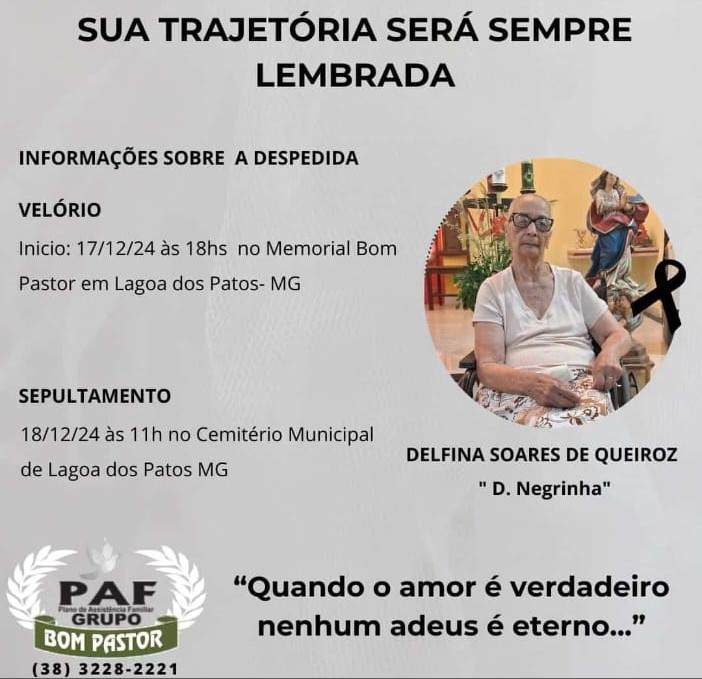 SUA TRAJETÓRIA SERÁ SEMPRE
LEMBRADA
INFORMAÇÕES SOBRE A DESPEDIDA
VELÓRIO
Inicio: 17/12/24 às 18hs no Memorial Bom
Pastor em Lagoa dos Patos- MG
SEPULTAMENTO
18/12/24 às 11h no Cemitério Municipal
de Lagoa dos Patos MG
DELFINA SOARES DE QUEIROZ
" D. Negrinha"
PAF
Plano de Assistência Familiar
GRUPO
BOM PASTOR
(38) 3228-2221
“Quando o amor é verdadeiro
nenhum adeus é eterno...”